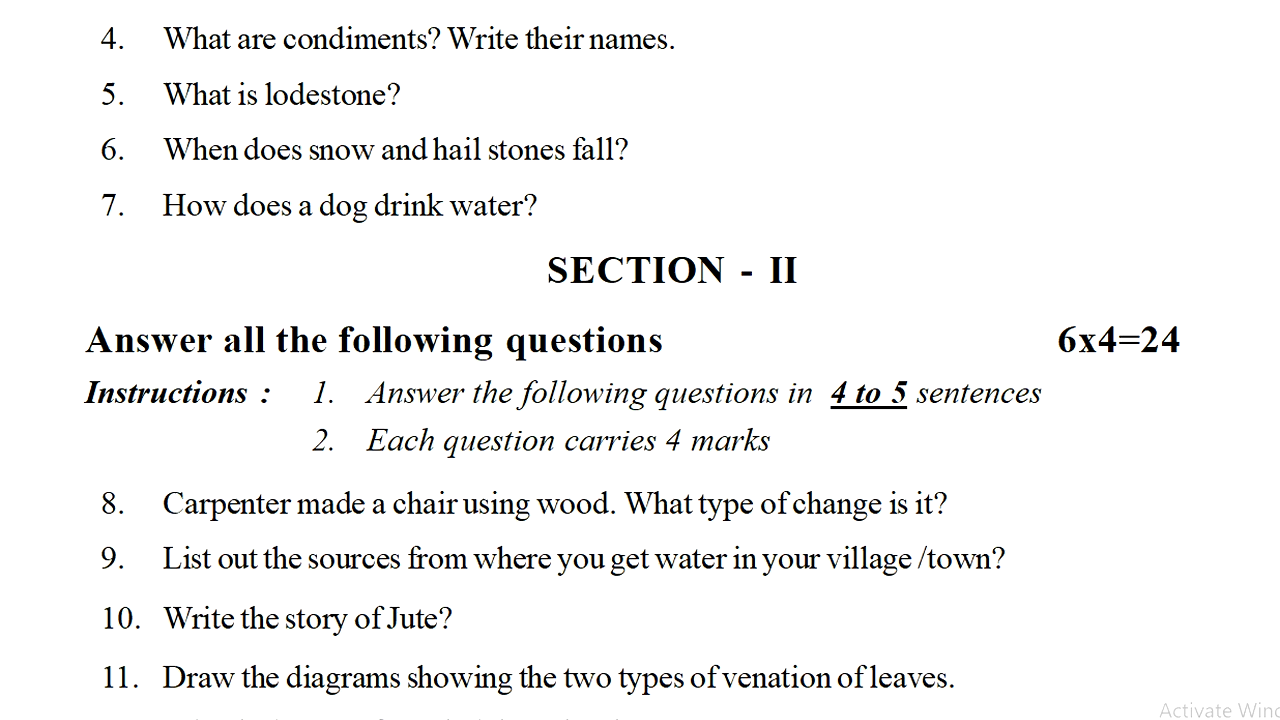 4. What are condiments? Write their names.
5. What is lodestone?
6. When does snow and hail stones fall?
7. How does a dog drink water?
SECTION - II
Answer all the following questions 6x4=24
Instructions : 1. Answer the following questions in 4 to 5 sentences
2. Each question carries 4 marks
8. Carpenter made a chair using wood. What type of change is it?
9. List out the sources from where you get water in your village /town?
10. Write the story of Jute?
11. Draw the diagrams showing the two types of venation of leaves.
Activate Wind